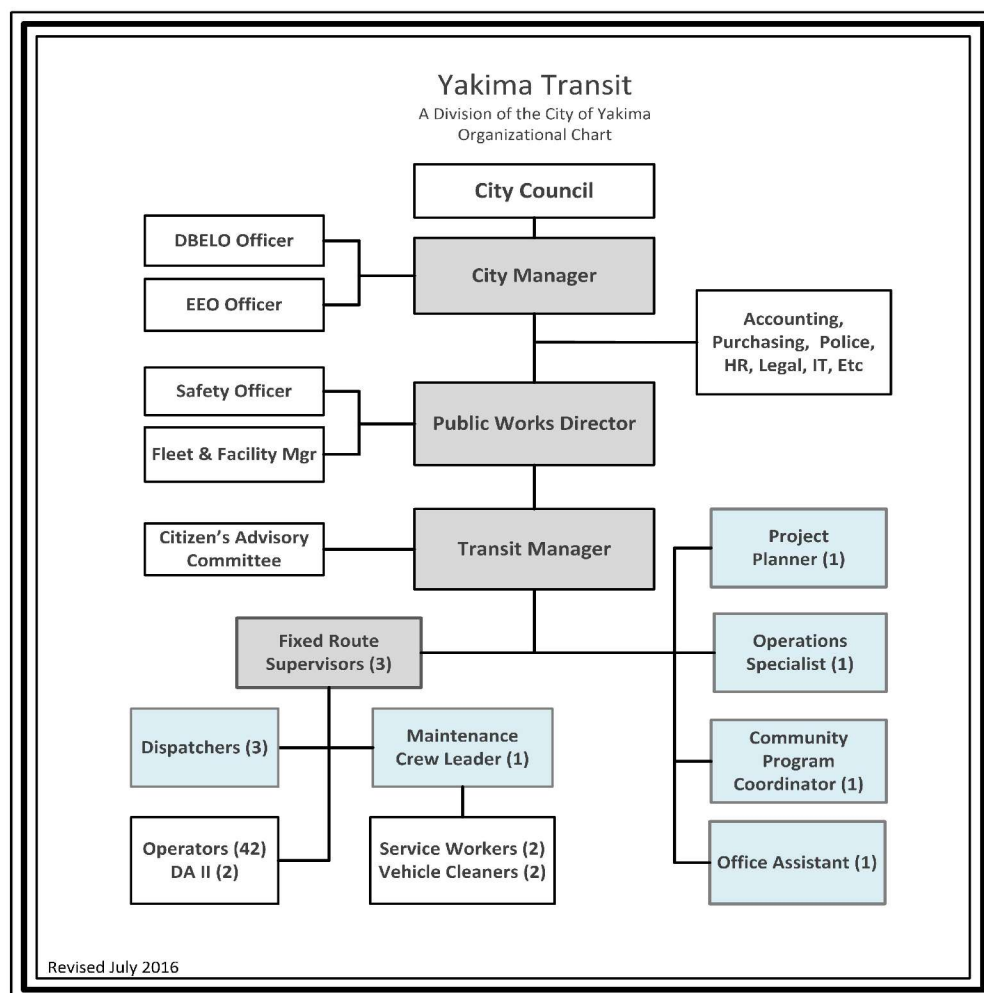 Yakima Transit
A Division of the City of Yakima
Organizational Chart
City Council
DBELO Officer
City Manager
EEO Officer
Accounting,
Purchasing, Police,
HR, Legal, IT, Etc
Safety Officer
Public Works Director
Fleet & Facility Mgr
Citizen's Advisory
Committee
Transit Manager
Project
Planner (1)
Fixed Route
Supervisors (3)
Operations
Specialist (1)
Dispatchers (3)
Maintenance
Crew Leader (1)
Community
Program
Coordinator (1)
Operators (42)
DA II (2)
Service Workers (2)
Vehicle Cleaners (2)
Office Assistant (1)
Revised July 2016